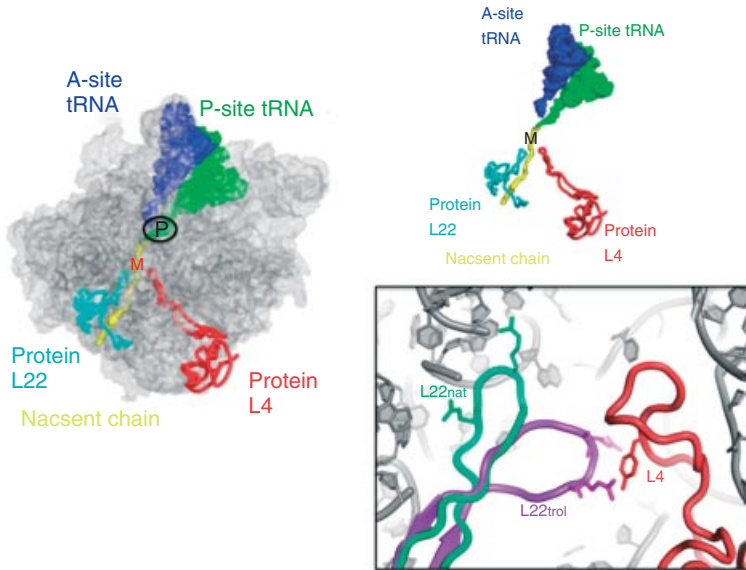 A-site
tRNA
P-site tRNA
P
M
Protein
L22
Nacsent chain
Protein
L4
A-site
tRNA
P-site tRNA
M
Protein
L22
Nacsent chain
Protein
L4
L22nat
L4
L22trol